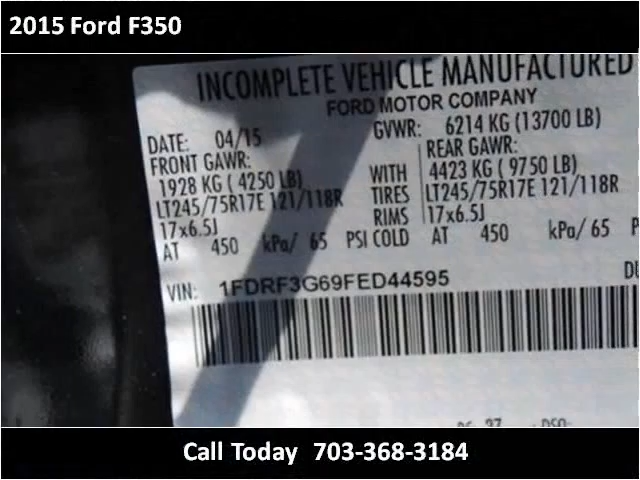 2015 Ford F350
INCOMPLETE VEHICLE MANUFACTURED
FORD MOTOR COMPANY
DATE: 04/15 GVWR: 6214 KG (13700 LB)
FRONT GAWR: REAR GAWR:
1928 KG ( 4250 LB) WITH 4423 KG ( 9750 LB)
LT245/75R17E 121/118R TIRES LT245/75R17E 121/118R
17x6.5J RIMS 17x6.5J
AT 450 kPa/ 65 PSI COLD AT 450 kPa/ 65 P
VIN: 1FDRF3G69FED44595
Call Today 703-368-3184